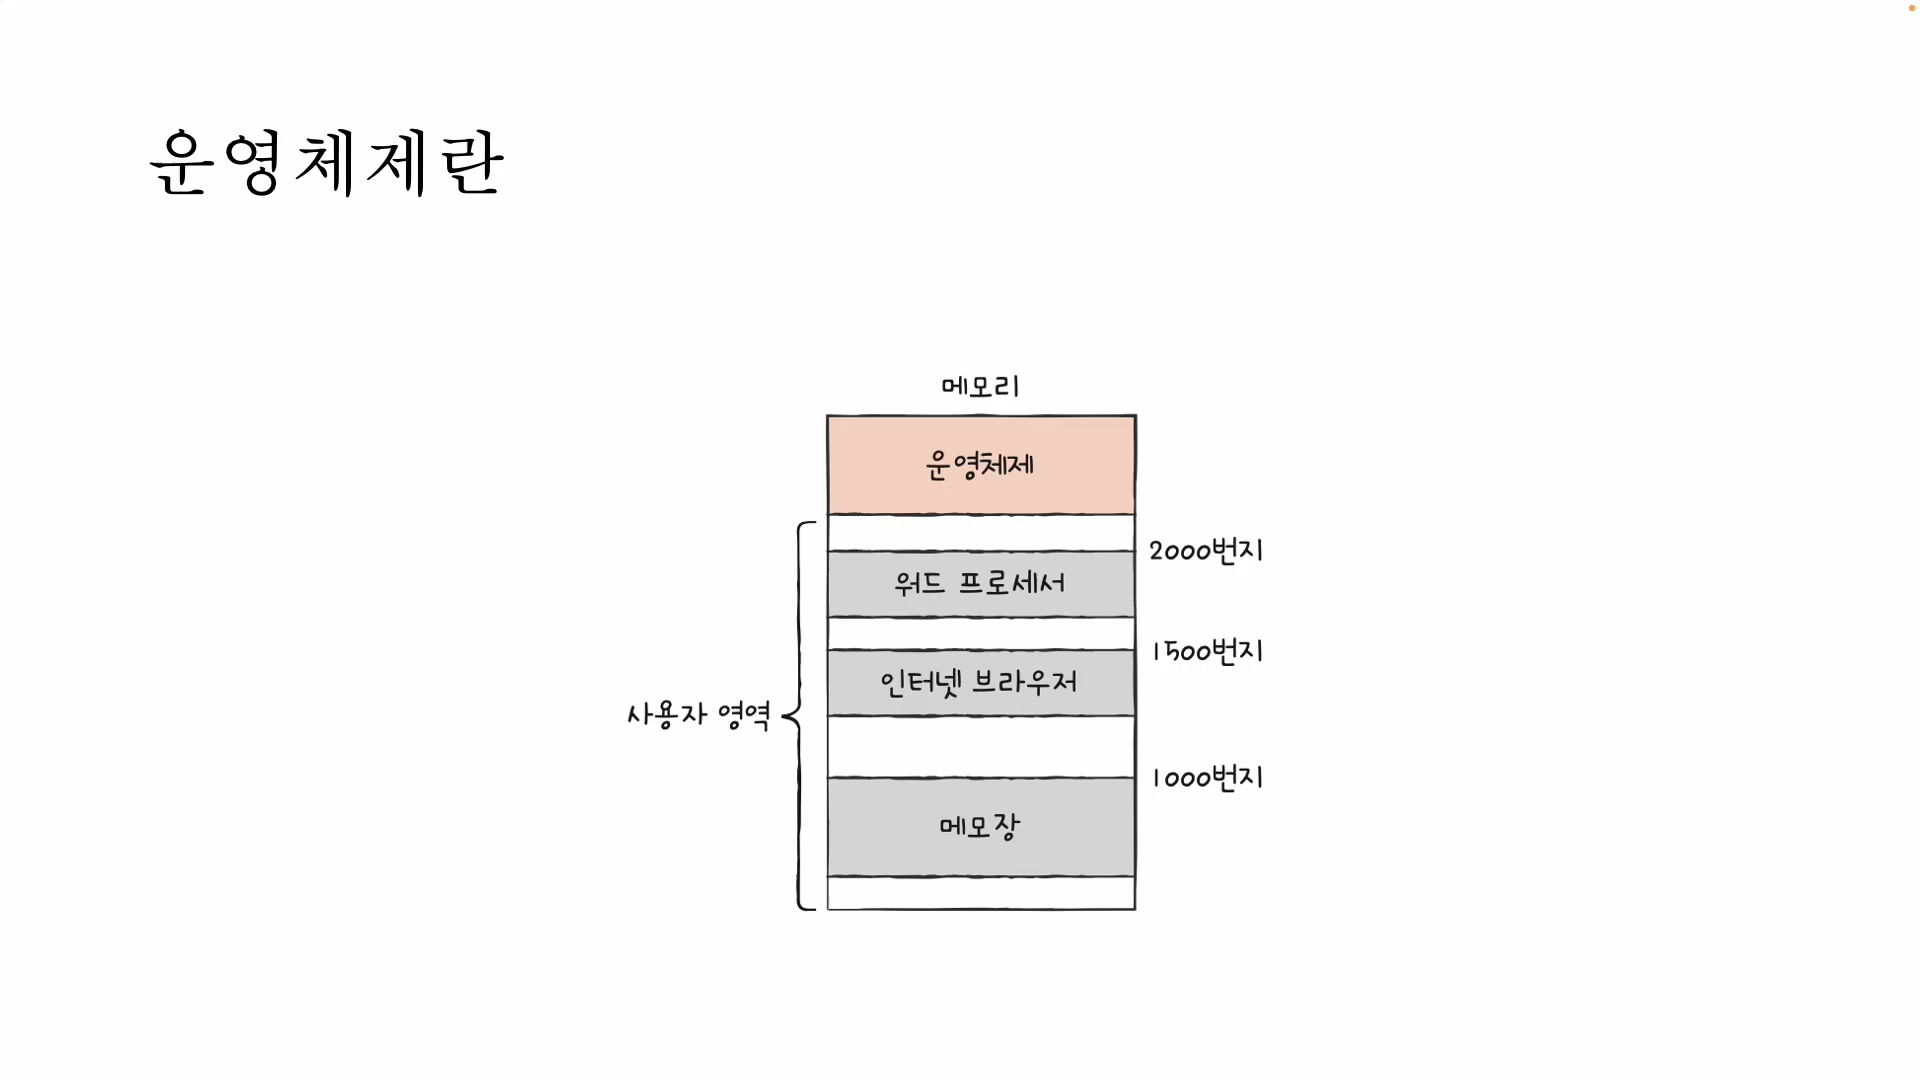 운영체제란
메모리
운영체제
2000번지
워드 프로세서
1500번지
인터넷 브라우저
사용자 영역
1000번지
메모장